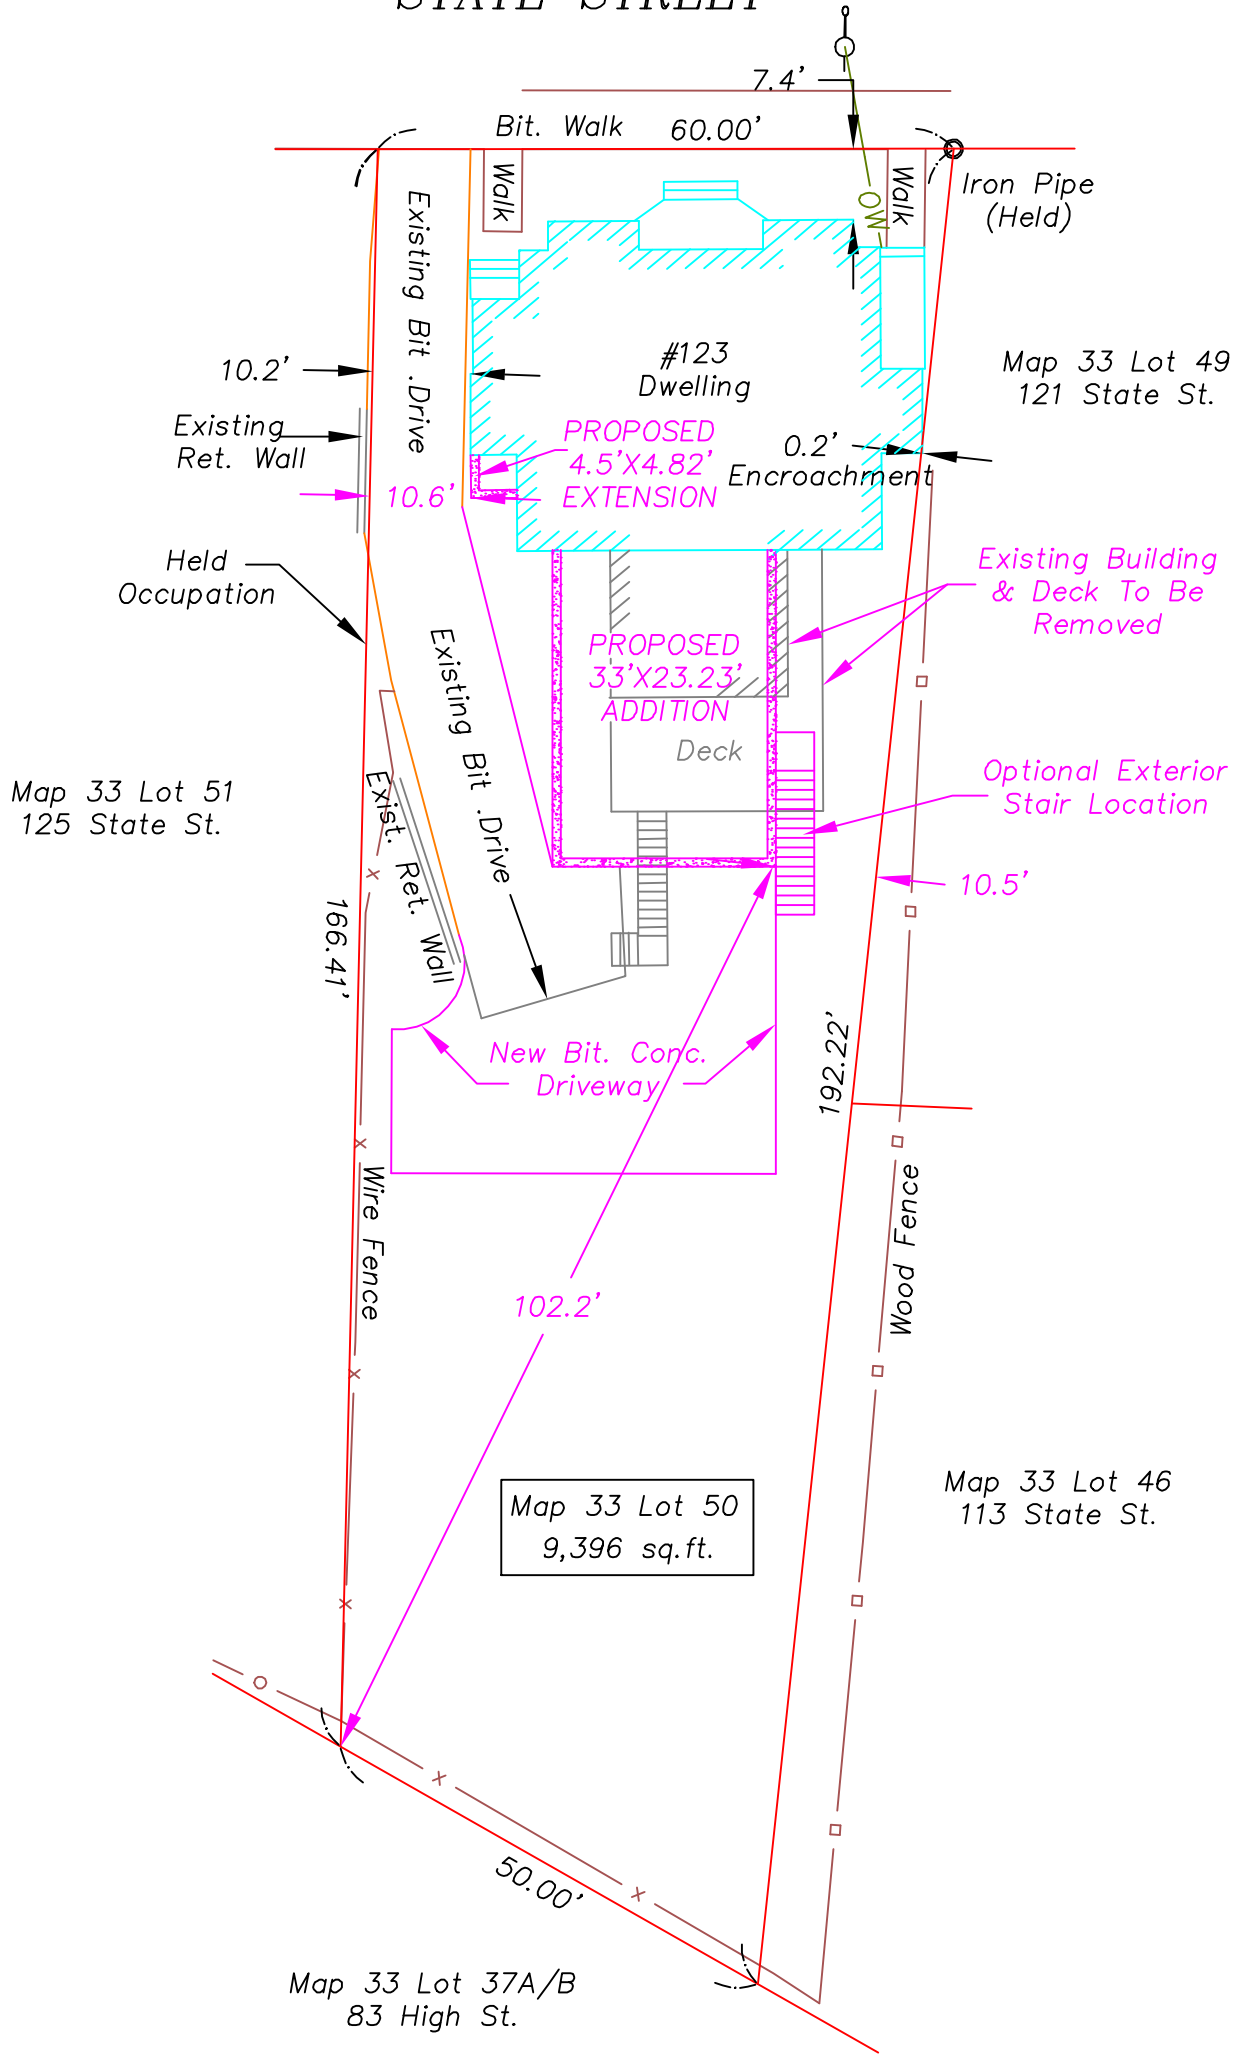 STATE STREET
7.4'
Bit. Walk 60.00'
Walk
Walk
Iron Pipe
(Held)
OW
Existing Bit .Drive
#123
Dwelling
Map 33 Lot 49
121 State St.
10.2'
Existing
Ret. Wall
PROPOSED
4.5'X4.82'
EXTENSION
0.2'
Encroachment
10.6'
Held
Occupation
Existing Building
& Deck To Be
Removed
Existing Bit .Drive
PROPOSED
33'X23.23'
ADDITION
Deck
Optional Exterior
Stair Location
Map 33 Lot 51
125 State St.
Exist. Ret. Wall
10.5'
166.41'
New Bit. Conc.
Driveway
192.22'
Wire Fence
Wood Fence
102.2'
Map 33 Lot 50
9,396 sq.ft.
Map 33 Lot 46
113 State St.
50.00'
Map 33 Lot 37A/B
83 High St.